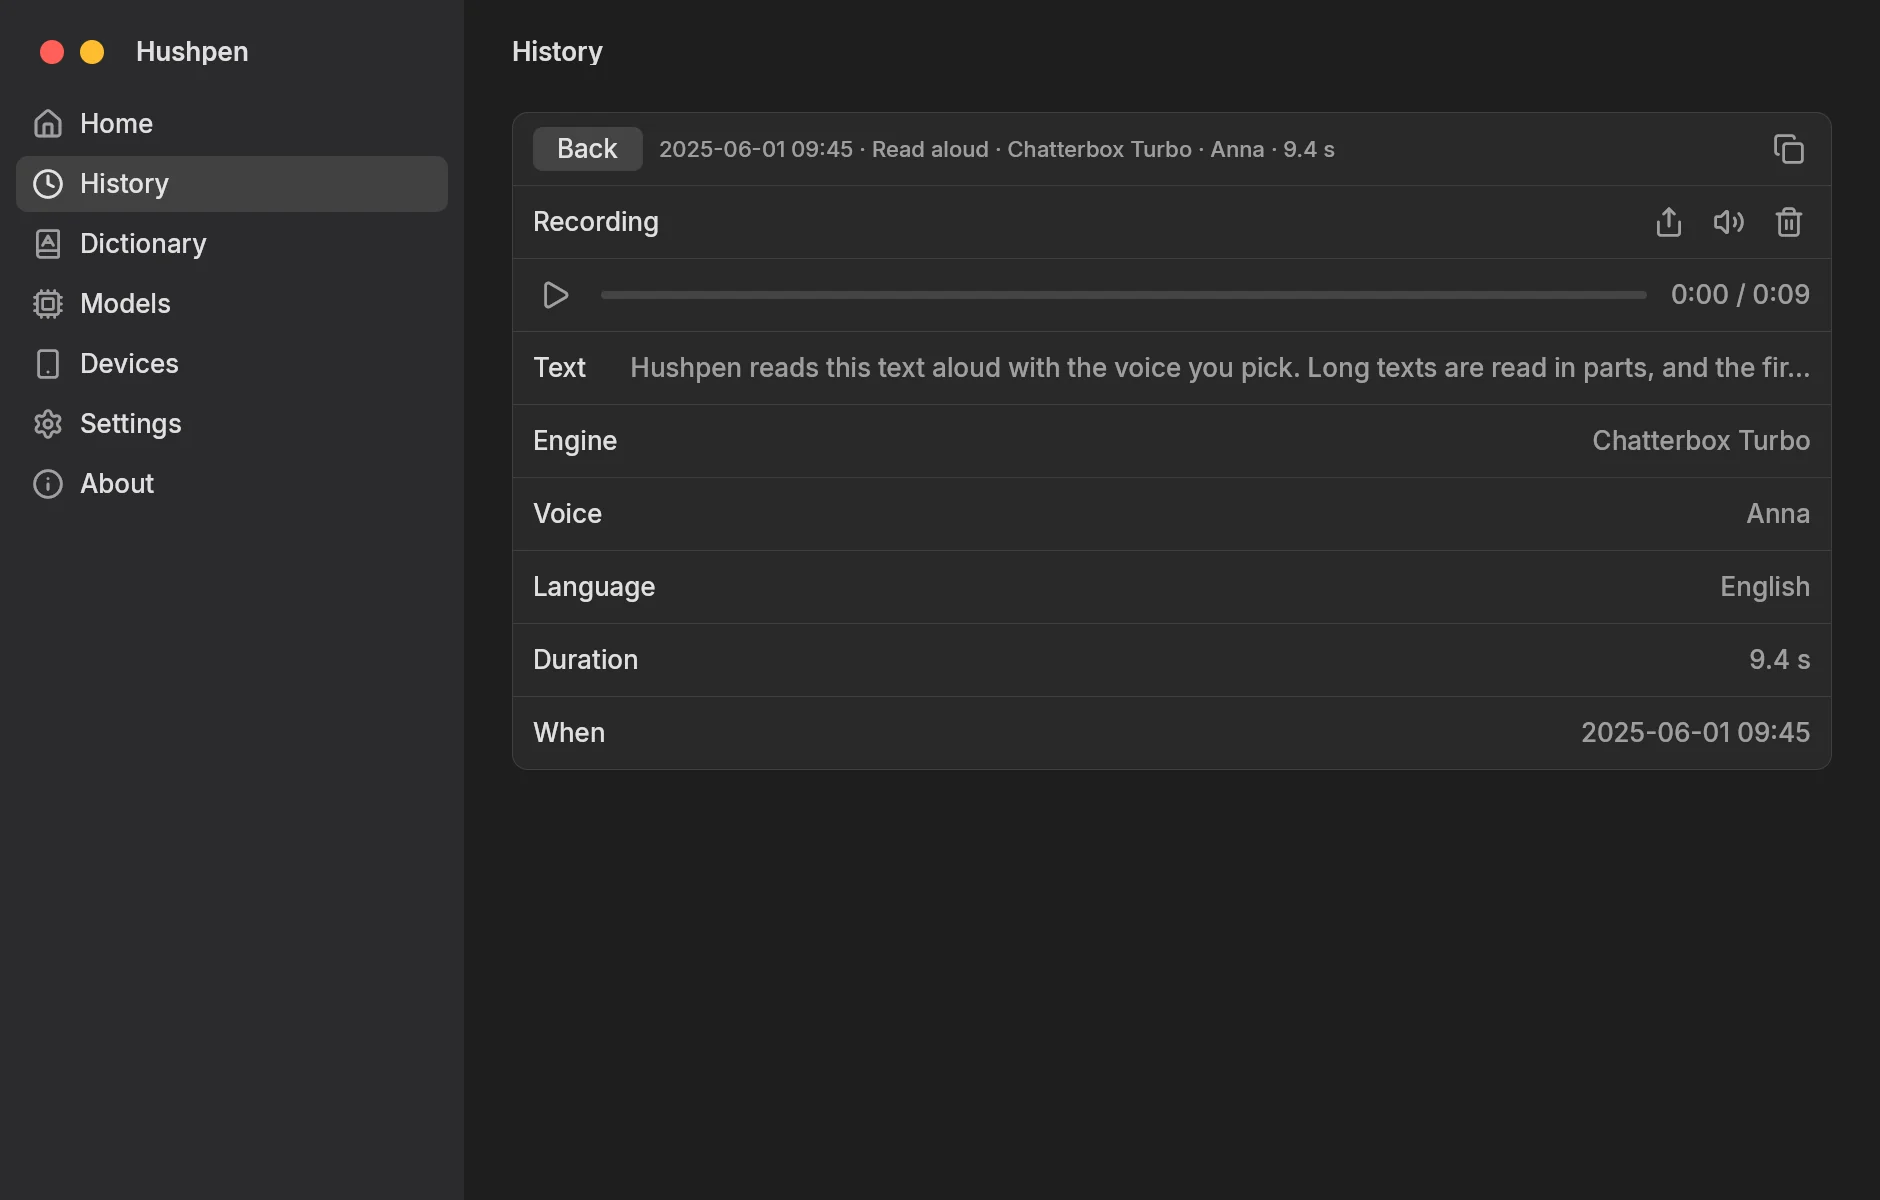 Hushpen
Home
History
Dictionary
Models
Devices
Settings
About
History
Back 2025-06-01 09:45 · Read aloud · Chatterbox Turbo · Anna · 9.4 s
Recording
0:00 / 0:09
Text Hushpen reads this text aloud with the voice you pick. Long texts are read in parts, and the fir...
Engine Chatterbox Turbo
Voice Anna
Language English
Duration 9.4 s
When 2025-06-01 09:45